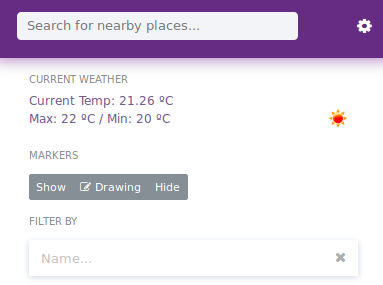 Search for nearby places...
CURRENT WEATHER
Current Temp: 21.26 ºC
Max: 22 ºC / Min: 20 ºC
MARKERS
Show Drawing Hide
FILTER BY
Name...